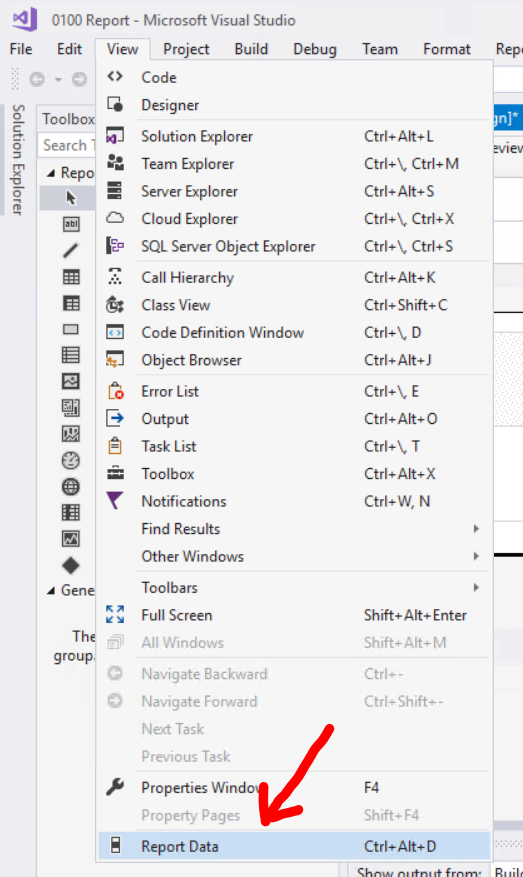 0100 Report - Microsoft Visual Studio
File Edit View Project Build Debug Team Format Repo
Solution Explorer
Toolbox
Search T
Repo
abl
Code
Designer
gn]*
eview
Solution Explorer Ctrl+Alt+L
Team Explorer Ctrl+\, Ctrl+M
Server Explorer Ctrl+Alt+S
Cloud Explorer Ctrl+\, Ctrl+X
SQL Server Object Explorer Ctrl+\, Ctrl+S
Call Hierarchy Ctrl+Alt+K
Class View Ctrl+Shift+C
Code Definition Window Ctrl+\, D
Object Browser Ctrl+Alt+J
Error List Ctrl+\, E
Output Ctrl+Alt+O
Task List Ctrl+\, T
Toolbox Ctrl+Alt+X
Notifications Ctrl+W, N
Find Results
Other Windows
Toolbars
Full Screen Shift+Alt+Enter
All Windows Shift+Alt+M
Navigate Backward Ctrl+-
Navigate Forward Ctrl+Shift+-
Next Task
Previous Task
Properties Window F4
Property Pages Shift+F4
Report Data Ctrl+Alt+D
Gene
The
group.
Show output from: Build